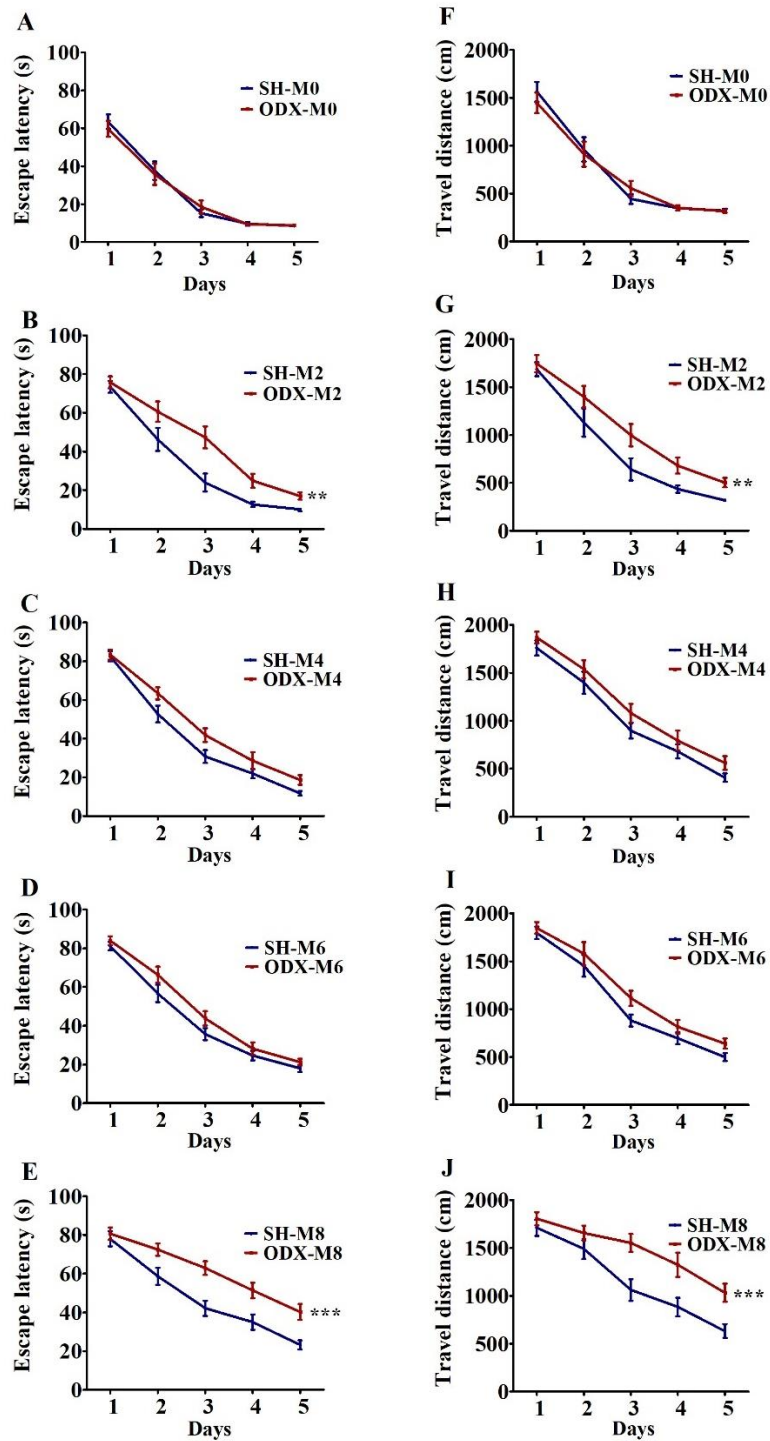 A
Escape latency (s)
100
80
60
40
20
0
SH-M0
ODX-M0
1 2 3 4 5
Days
F
Travel distance (cm)
2000
1500
1000
500
0
SH-M0
ODX-M0
1 2 3 4 5
Days
B
Escape latency (s)
100
80
60
40
20
0
SH-M2
ODX-M2
**
1 2 3 4 5
Days
G
Travel distance (cm)
2000
1500
1000
500
0
SH-M2
ODX-M2
**
1 2 3 4 5
Days
C
Escape latency (s)
100
80
60
40
20
0
SH-M4
ODX-M4
1 2 3 4 5
Days
H
Travel distance (cm)
2000
1500
1000
500
0
SH-M4
ODX-M4
1 2 3 4 5
Days
D
Escape latency (s)
100
80
60
40
20
0
SH-M6
ODX-M6
1 2 3 4 5
Days
I
Travel distance (cm)
2000
1500
1000
500
0
SH-M6
ODX-M6
1 2 3 4 5
Days
E
Escape latency (s)
100
80
60
40
20
0
SH-M8
ODX-M8
***
1 2 3 4 5
Days
J
Travel distance (cm)
2000
1500
1000
500
0
SH-M8
ODX-M8
***
1 2 3 4 5
Days